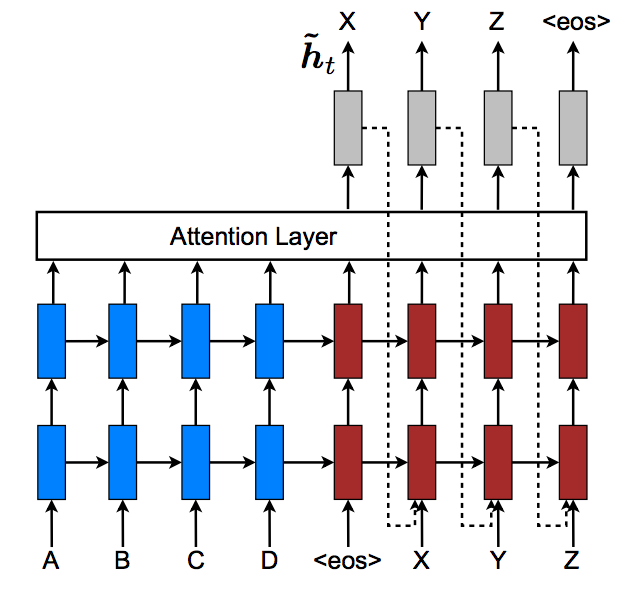 X Y Z <eos>
h̃ₜ
Attention Layer
A B C D <eos> X Y Z